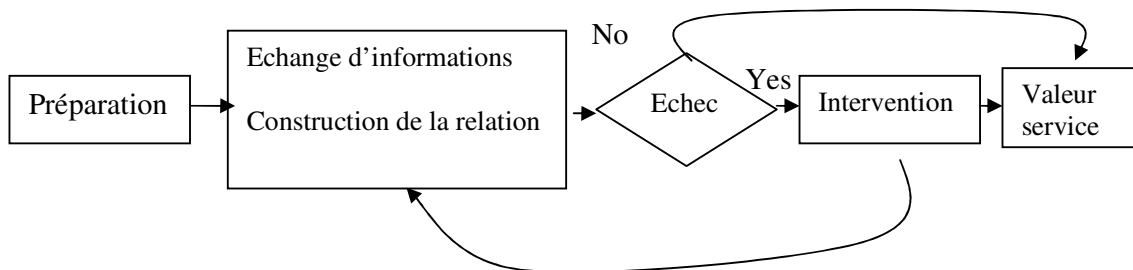 Préparation
Echange d’informations
Construction de la relation
No
Echec
Yes
Intervention
Valeur
service